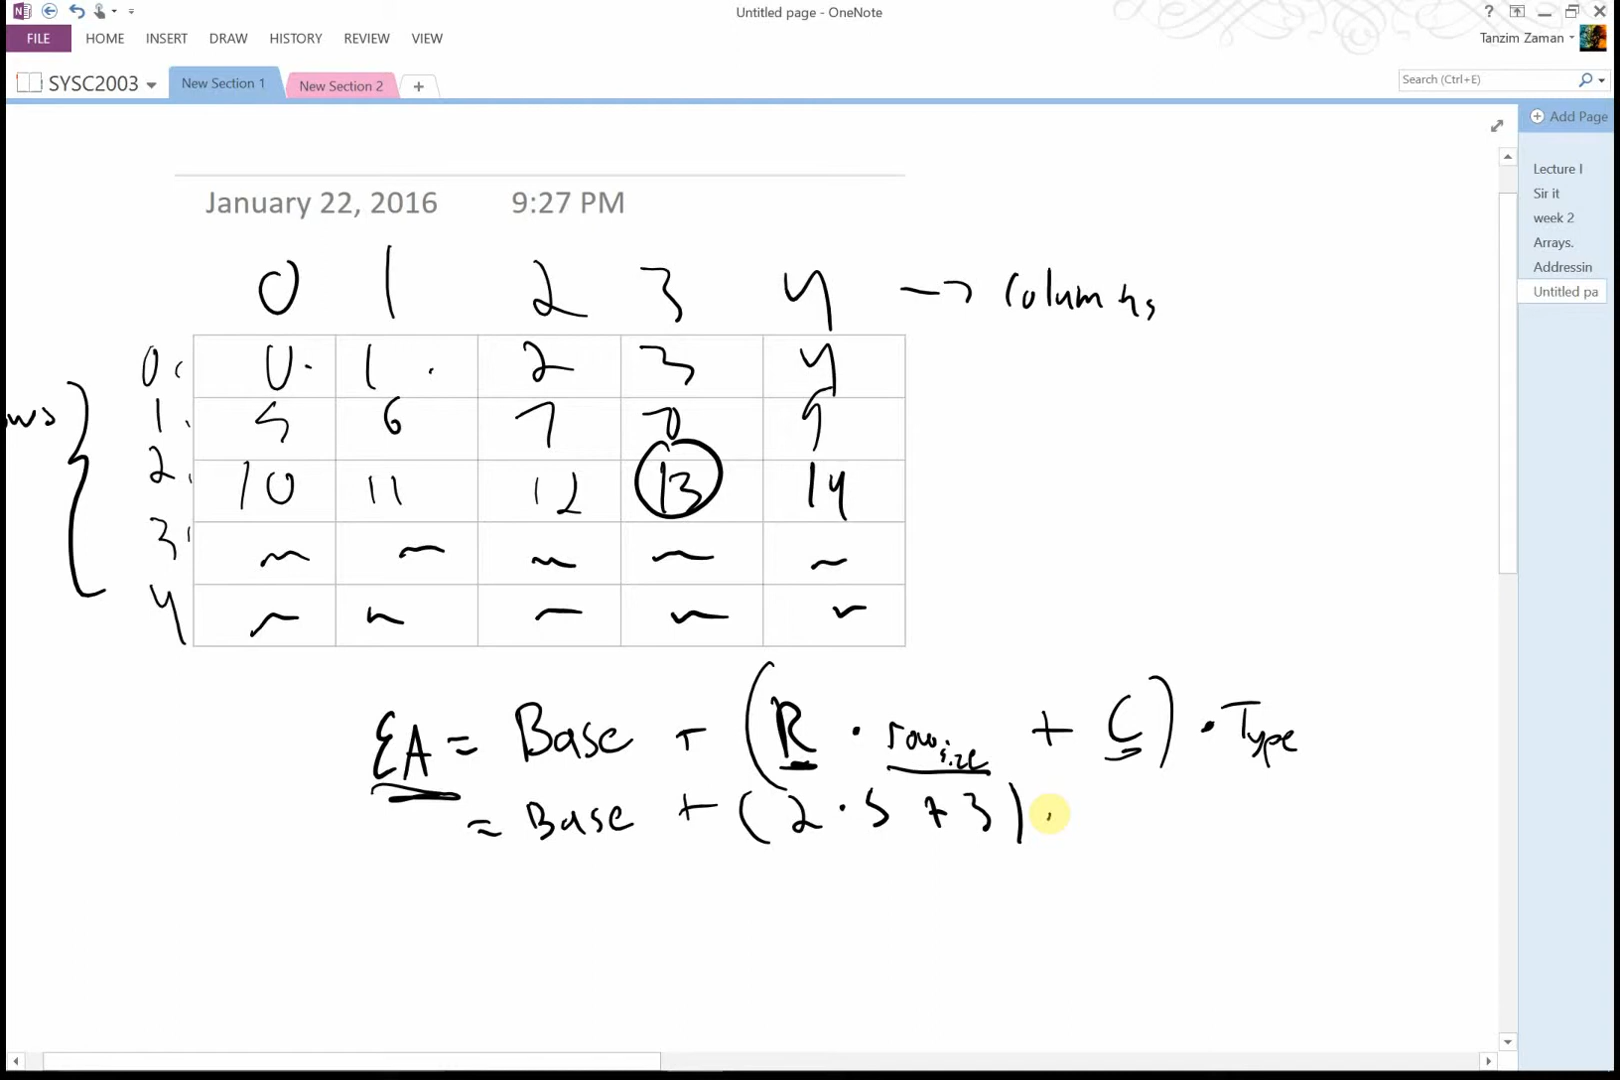 Untitled page - OneNote
?
FILE HOME INSERT DRAW HISTORY REVIEW VIEW
Tanzim Zaman
SYSC2003 New Section 1 New Section 2 +
Search (Ctrl+E)
Add Page
Lecture I
Sir it
week 2
Arrays.
Addressin
Untitled pa
January 22, 2016 9:27 PM
0 1 2 3 4 → Columns
0 0 1 2 3 4
1 5 6 7 8 9
2 10 11 12 13 14
3
4
ows
EA = Base + (R · row size + C) · Type
= Base + (2 · 5 + 3) ·